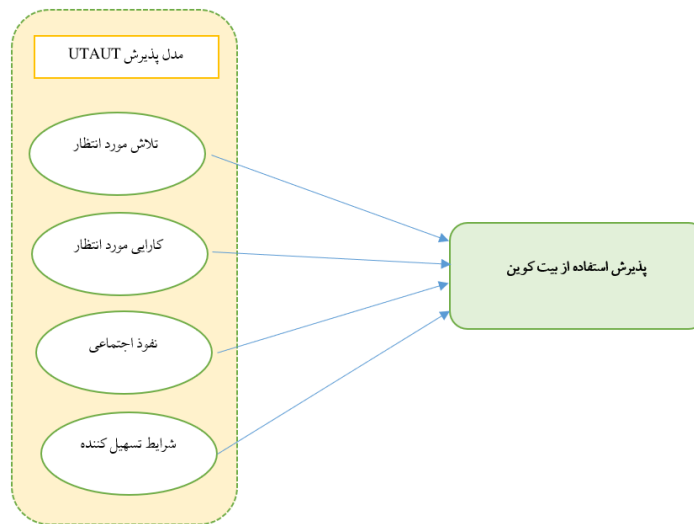 مدل پذیرش UTAUT
تلاش مورد انتظار
کارایی مورد انتظار
نفوذ اجتماعی
شرایط تسهیل کننده
پذیرش استفاده از بیت کوین